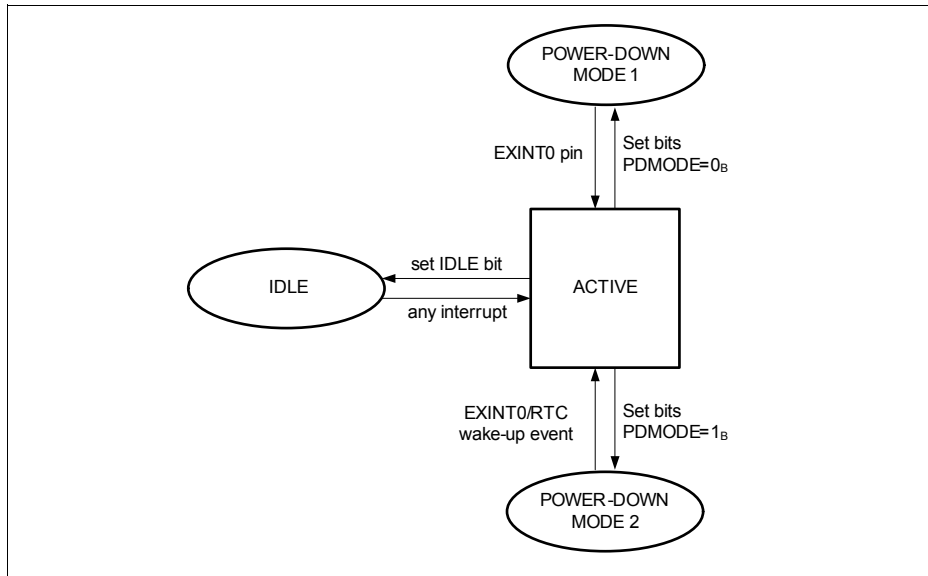 POWER-DOWN
MODE 1
EXINT0 pin
Set bits
PDMODE=0B
set IDLE bit
IDLE
ACTIVE
any interrupt
EXINT0/RTC
wake-up event
Set bits
PDMODE=1B
POWER-DOWN
MODE 2